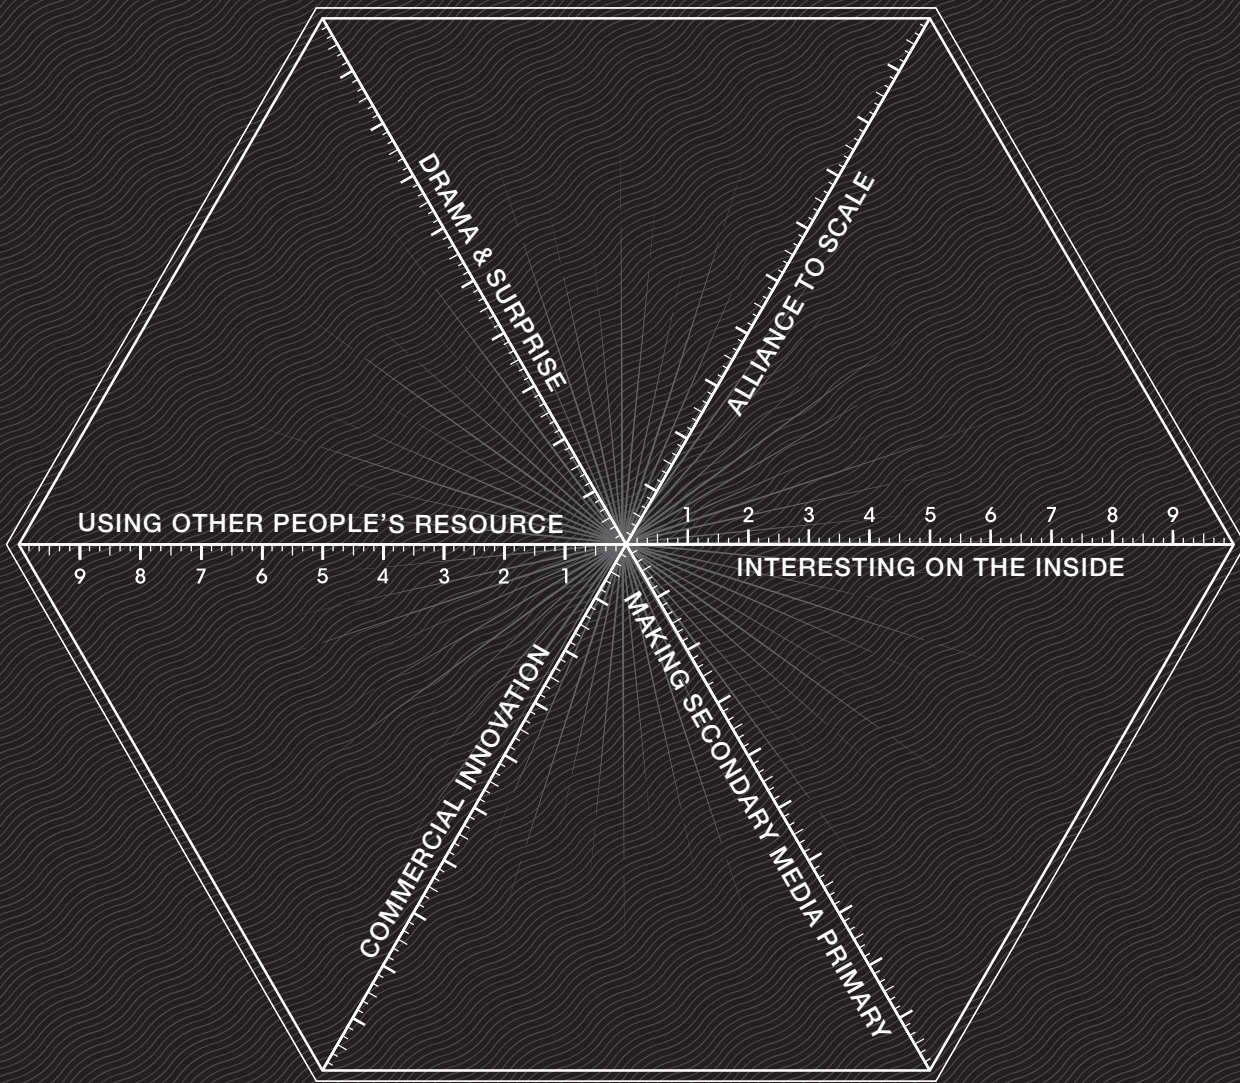 DRAMA & SURPRISE
ALLIANCE TO SCALE
USING OTHER PEOPLE’S RESOURCE
1 2 3 4 5 6 7 8 9
9 8 7 6 5 4 3 2 1
INTERESTING ON THE INSIDE
COMMERCIAL INNOVATION
MAKING SECONDARY MEDIA PRIMARY